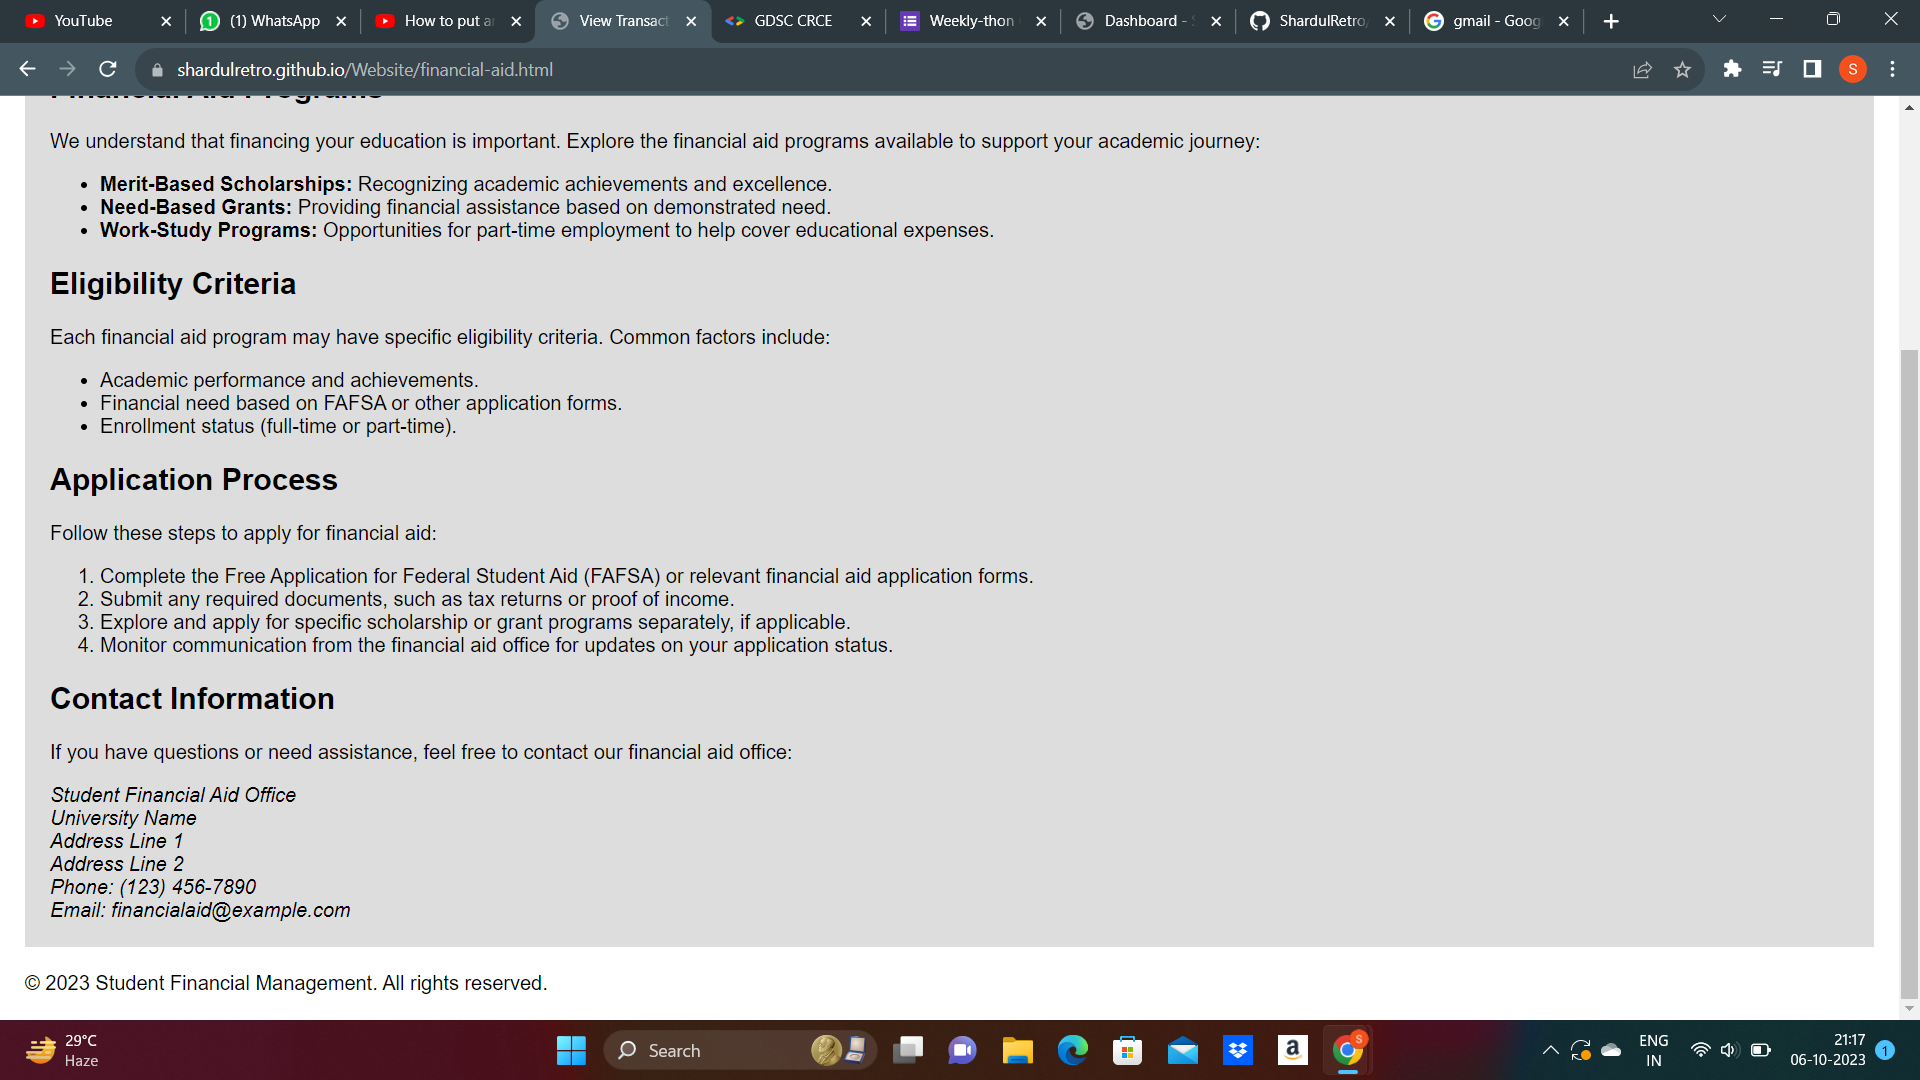 YouTube
(1) WhatsApp
How to put a
View Transact
GDSC CRCE
Weekly-thon
Dashboard -
ShardulRetro
gmail - Goog
shardulretro.github.io/Website/financial-aid.html
Financial Aid Programs
We understand that financing your education is important. Explore the financial aid programs available to support your academic journey:
• Merit-Based Scholarships: Recognizing academic achievements and excellence.
• Need-Based Grants: Providing financial assistance based on demonstrated need.
• Work-Study Programs: Opportunities for part-time employment to help cover educational expenses.
Eligibility Criteria
Each financial aid program may have specific eligibility criteria. Common factors include:
• Academic performance and achievements.
• Financial need based on FAFSA or other application forms.
• Enrollment status (full-time or part-time).
Application Process
Follow these steps to apply for financial aid:
1. Complete the Free Application for Federal Student Aid (FAFSA) or relevant financial aid application forms.
2. Submit any required documents, such as tax returns or proof of income.
3. Explore and apply for specific scholarship or grant programs separately, if applicable.
4. Monitor communication from the financial aid office for updates on your application status.
Contact Information
If you have questions or need assistance, feel free to contact our financial aid office:
Student Financial Aid Office
University Name
Address Line 1
Address Line 2
Phone: (123) 456-7890
Email: financialaid@example.com
© 2023 Student Financial Management. All rights reserved.
29°C
Haze
Search
ENG
IN
21:17
06-10-2023
1